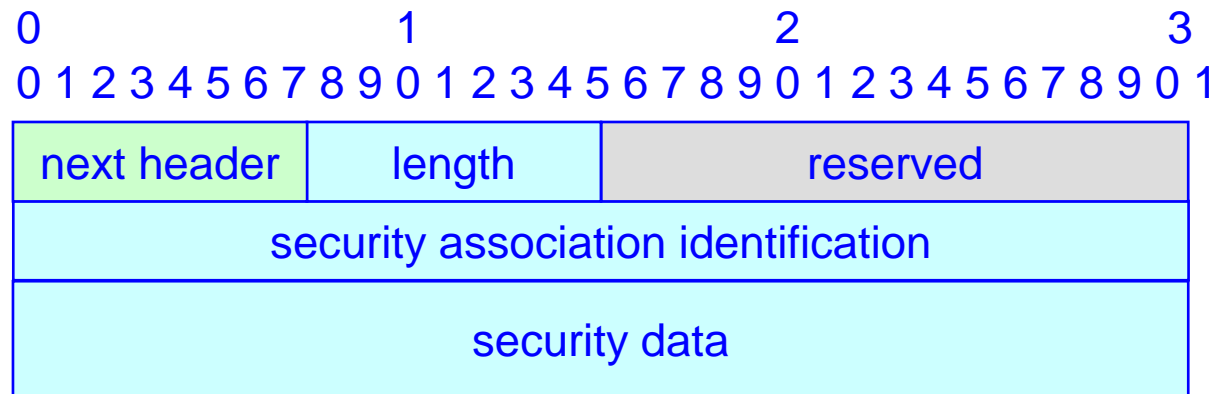 0 1 2 3
0 1 2 3 4 5 6 7 8 9 0 1 2 3 4 5 6 7 8 9 0 1 2 3 4 5 6 7 8 9 0 1
next header length reserved
security association identification
security data